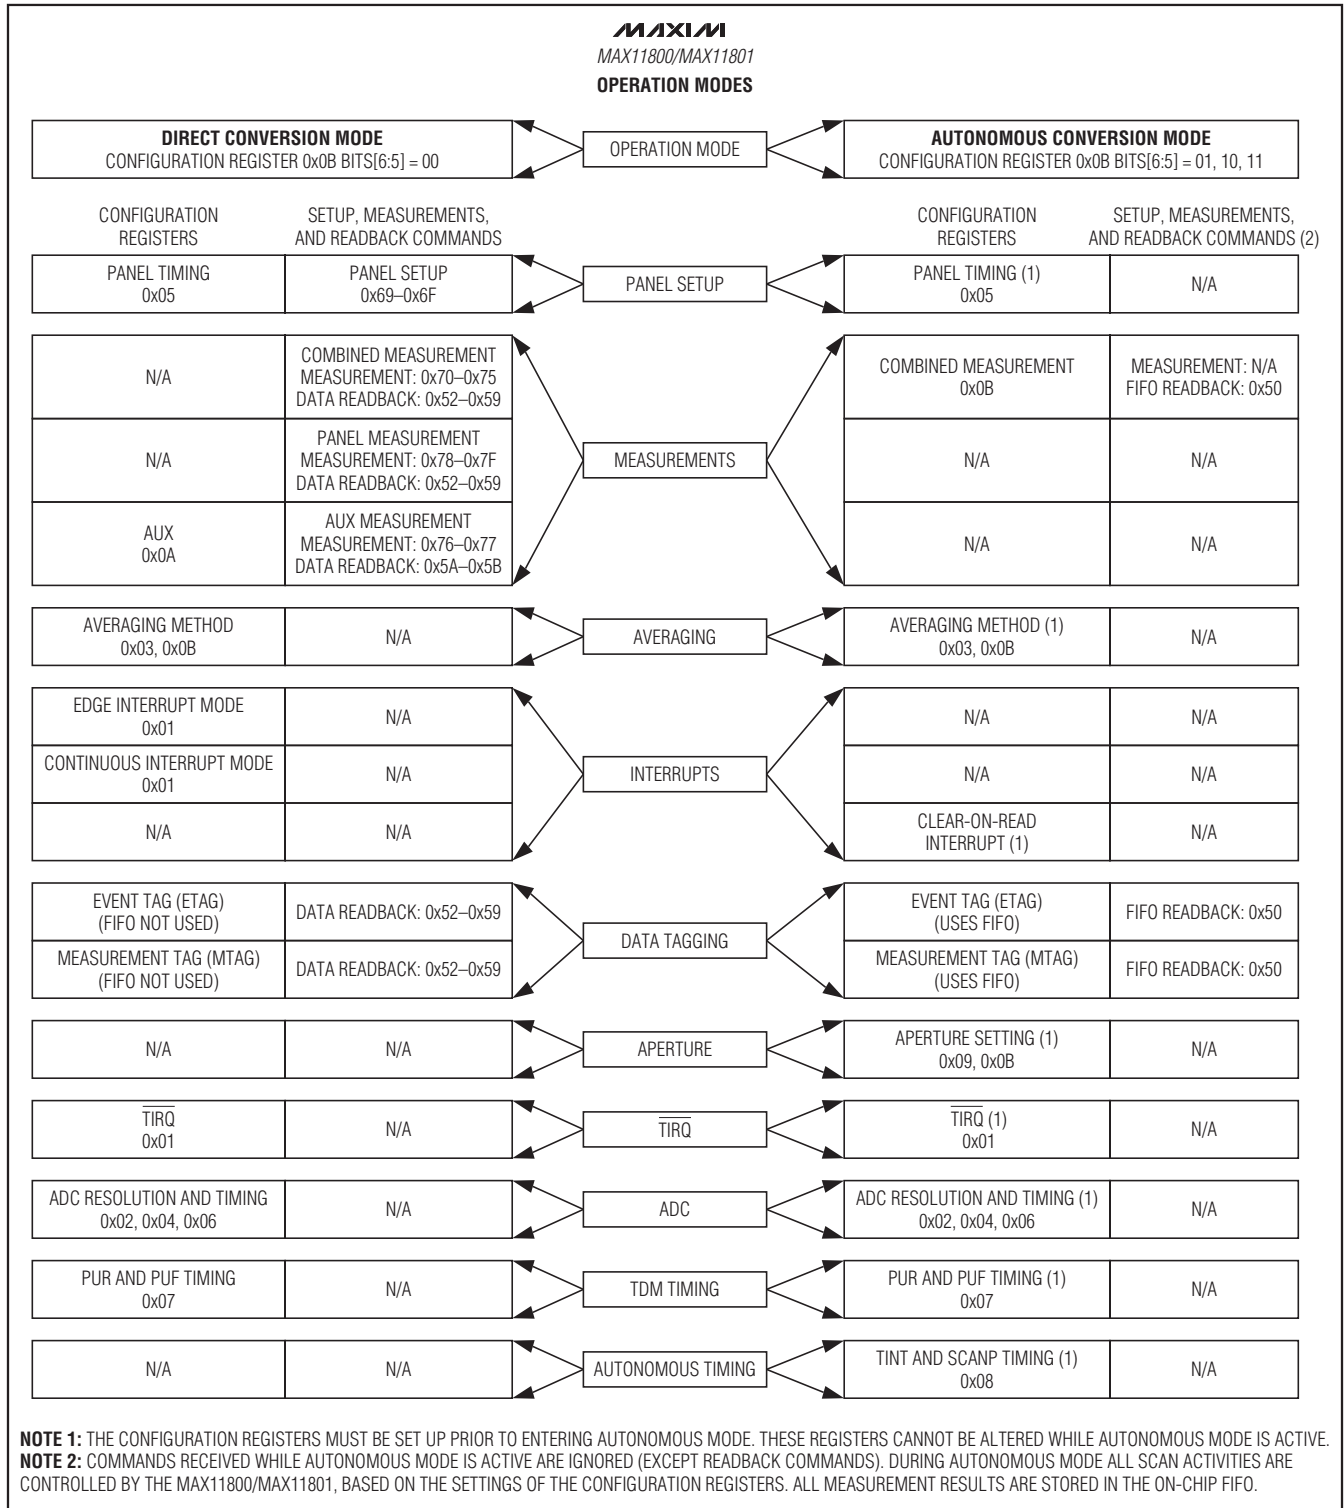 MAXIM
MAX11800/MAX11801
OPERATION MODES
DIRECT CONVERSION MODE
CONFIGURATION REGISTER 0x0B BITS[6:5] = 00
OPERATION MODE
AUTONOMOUS CONVERSION MODE
CONFIGURATION REGISTER 0x0B BITS[6:5] = 01, 10, 11
CONFIGURATION
REGISTERS
SETUP, MEASUREMENTS,
AND READBACK COMMANDS
CONFIGURATION
REGISTERS
SETUP, MEASUREMENTS,
AND READBACK COMMANDS (2)
PANEL TIMING
0x05
PANEL SETUP
0x69–0x6F
PANEL SETUP
PANEL TIMING (1)
0x05
N/A
N/A
COMBINED MEASUREMENT
MEASUREMENT: 0x70–0x75
DATA READBACK: 0x52–0x59
COMBINED MEASUREMENT
0x0B
MEASUREMENT: N/A
FIFO READBACK: 0x50
N/A
PANEL MEASUREMENT
MEASUREMENT: 0x78–0x7F
DATA READBACK: 0x52–0x59
MEASUREMENTS
N/A
N/A
AUX
0x0A
AUX MEASUREMENT
MEASUREMENT: 0x76–0x77
DATA READBACK: 0x5A–0x5B
N/A
N/A
AVERAGING METHOD
0x03, 0x0B
N/A
AVERAGING
AVERAGING METHOD (1)
0x03, 0x0B
N/A
EDGE INTERRUPT MODE
0x01
N/A
N/A
N/A
CONTINUOUS INTERRUPT MODE
0x01
N/A
INTERRUPTS
N/A
N/A
N/A
N/A
CLEAR-ON-READ
INTERRUPT (1)
N/A
EVENT TAG (ETAG)
(FIFO NOT USED)
DATA READBACK: 0x52–0x59
DATA TAGGING
EVENT TAG (ETAG)
(USES FIFO)
FIFO READBACK: 0x50
MEASUREMENT TAG (MTAG)
(FIFO NOT USED)
DATA READBACK: 0x52–0x59
MEASUREMENT TAG (MTAG)
(USES FIFO)
FIFO READBACK: 0x50
N/A
N/A
APERTURE
APERTURE SETTING (1)
0x09, 0x0B
N/A
TIRQ
0x01
N/A
TIRQ
TIRQ (1)
0x01
N/A
ADC RESOLUTION AND TIMING
0x02, 0x04, 0x06
N/A
ADC
ADC RESOLUTION AND TIMING (1)
0x02, 0x04, 0x06
N/A
PUR AND PUF TIMING
0x07
N/A
TDM TIMING
PUR AND PUF TIMING (1)
0x07
N/A
N/A
N/A
AUTONOMOUS TIMING
TINT AND SCANP TIMING (1)
0x08
N/A
NOTE 1: THE CONFIGURATION REGISTERS MUST BE SET UP PRIOR TO ENTERING AUTONOMOUS MODE. THESE REGISTERS CANNOT BE ALTERED WHILE AUTONOMOUS MODE IS ACTIVE.
NOTE 2: COMMANDS RECEIVED WHILE AUTONOMOUS MODE IS ACTIVE ARE IGNORED (EXCEPT READBACK COMMANDS). DURING AUTONOMOUS MODE ALL SCAN ACTIVITIES ARE
CONTROLLED BY THE MAX11800/MAX11801, BASED ON THE SETTINGS OF THE CONFIGURATION REGISTERS. ALL MEASUREMENT RESULTS ARE STORED IN THE ON-CHIP FIFO.